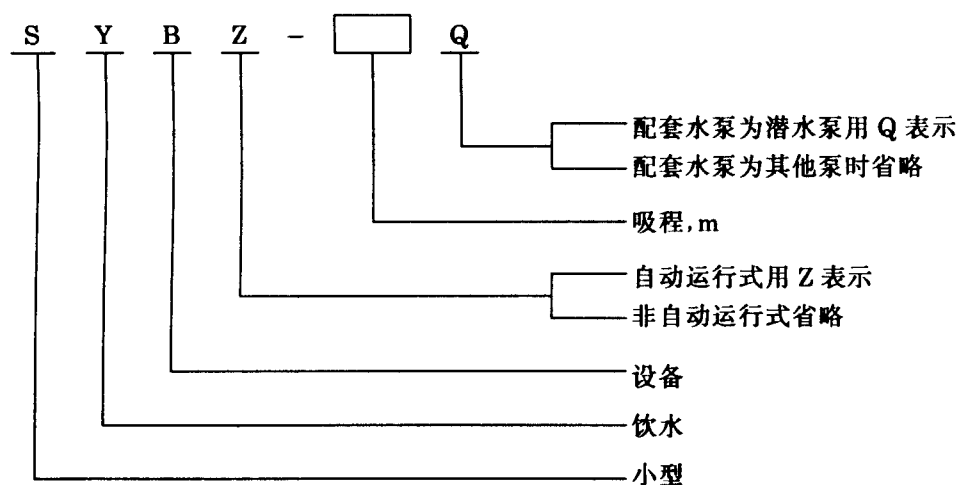 S Y B Z - Q
配套水泵为潜水泵用 Q 表示
配套水泵为其他泵时省略
吸程,m
自动运行式用 Z 表示
非自动运行式省略
设备
饮水
小型